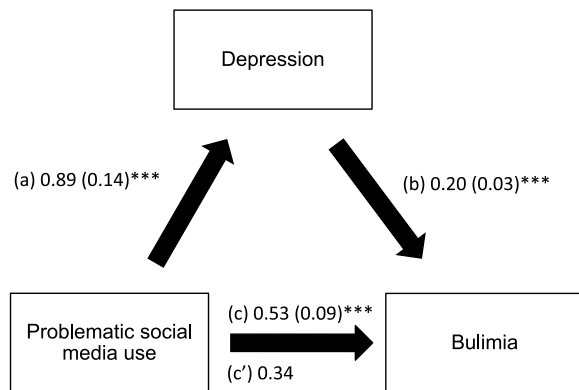 Depression
(a) 0.89 (0.14)***
(b) 0.20 (0.03)***
Problematic social
media use
(c) 0.53 (0.09)***
(c') 0.34
Bulimia